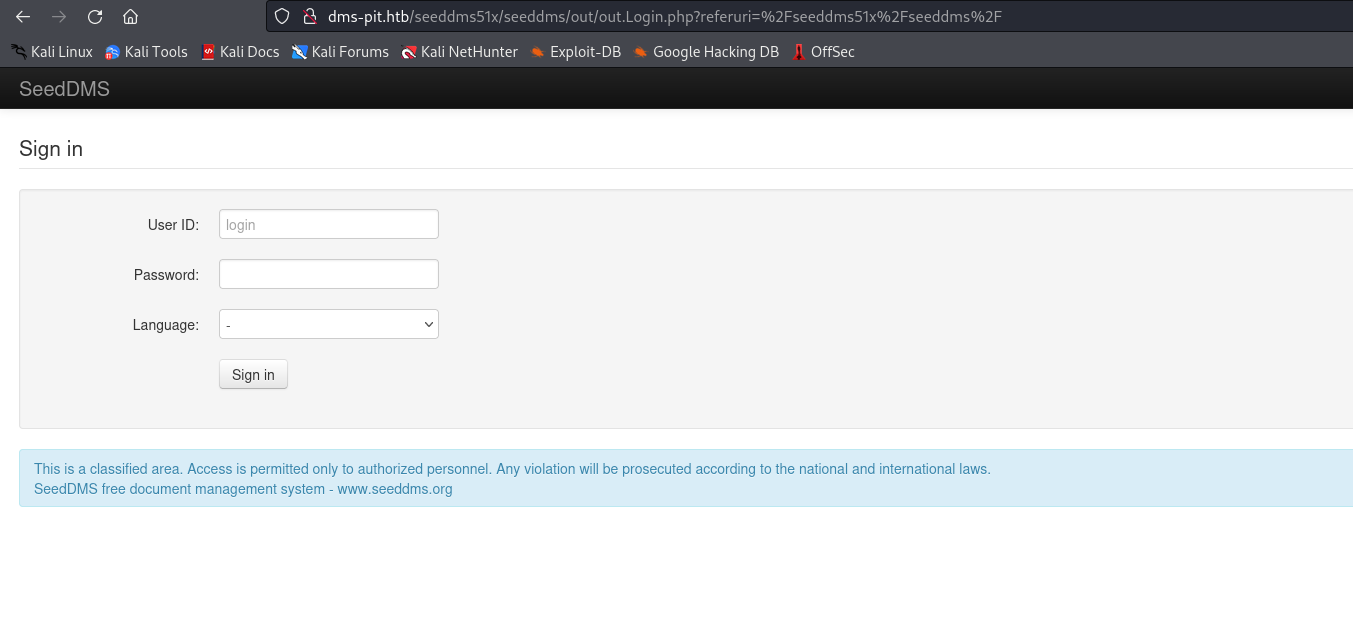 dms-pit.htb/seeddms51x/seeddms/out/out.Login.php?referuri=%2Fseeddms51x%2Fseeddms%2F
Kali Linux Kali Tools Kali Docs Kali Forums Kali NetHunter Exploit-DB Google Hacking DB OffSec
SeedDMS
Sign in
User ID: login
Password:
Language: -
Sign in
This is a classified area. Access is permitted only to authorized personnel. Any violation will be prosecuted according to the national and international laws.
SeedDMS free document management system - www.seeddms.org